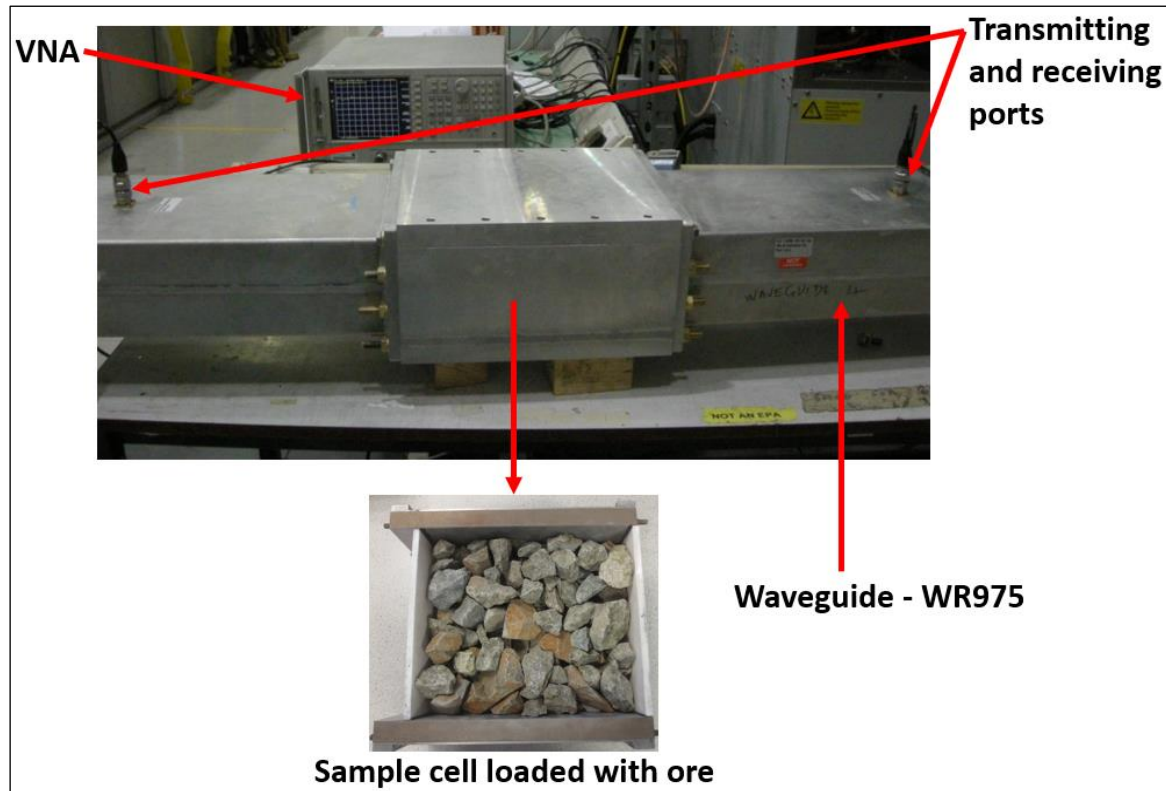 VNA
Transmitting
and receiving
ports
WAVEGUIDE
NOT AN EPA
Waveguide - WR975
Sample cell loaded with ore